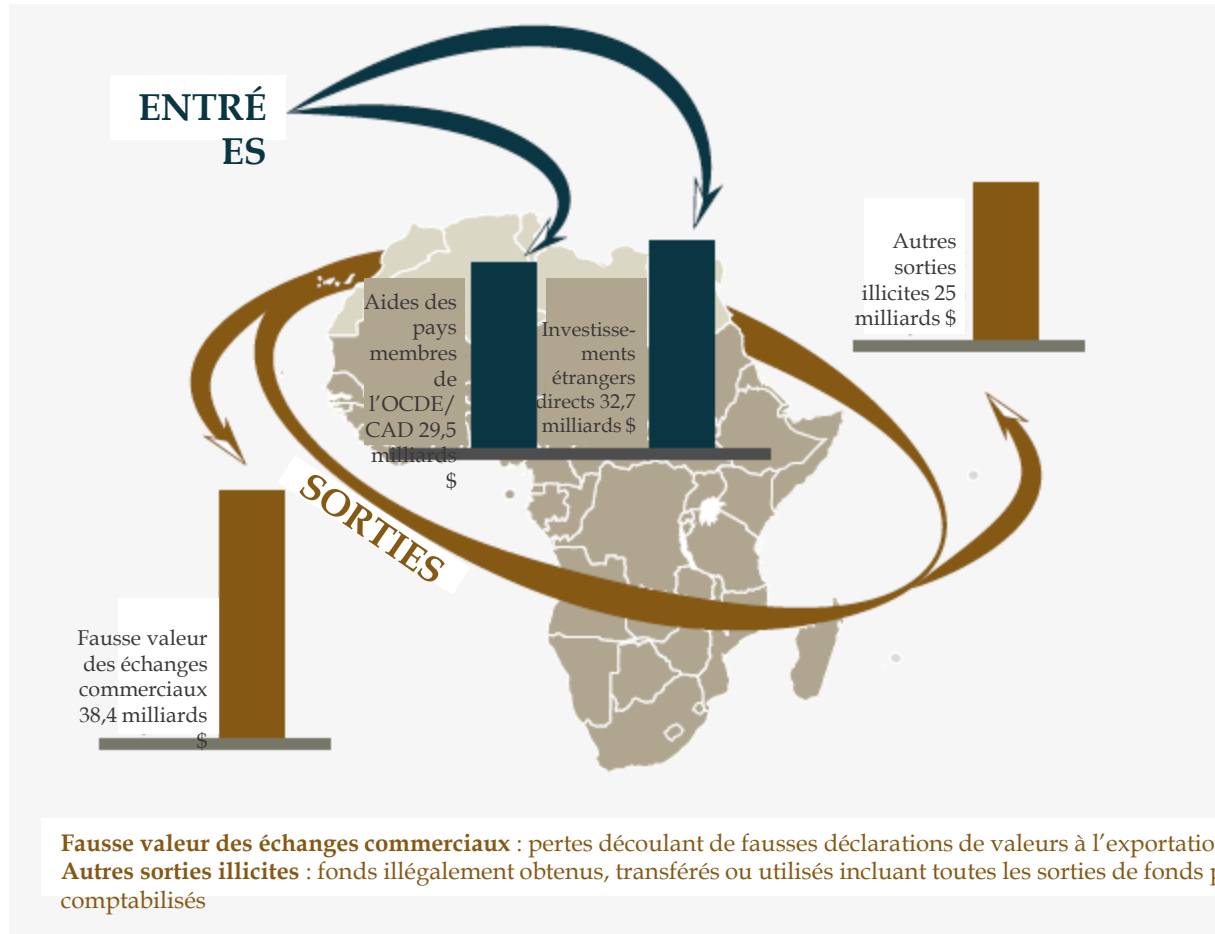 ENTRÉ
ES
Autres
sorties
illicites 25
milliards $
Aides des
pays
membres
de
l’OCDE/
CAD 29,5
milliards
$
Investisse-
ments
étrangers
directs 32,7
milliards $
SORTIES
Fausse valeur
des échanges
commerciaux
38,4 milliards
$
Fausse valeur des échanges commerciaux : pertes découlant de fausses déclarations de valeurs à l’exportatio
Autres sorties illicites : fonds illégalement obtenus, transférés ou utilisés incluant toutes les sorties de fonds p
comptabilisés